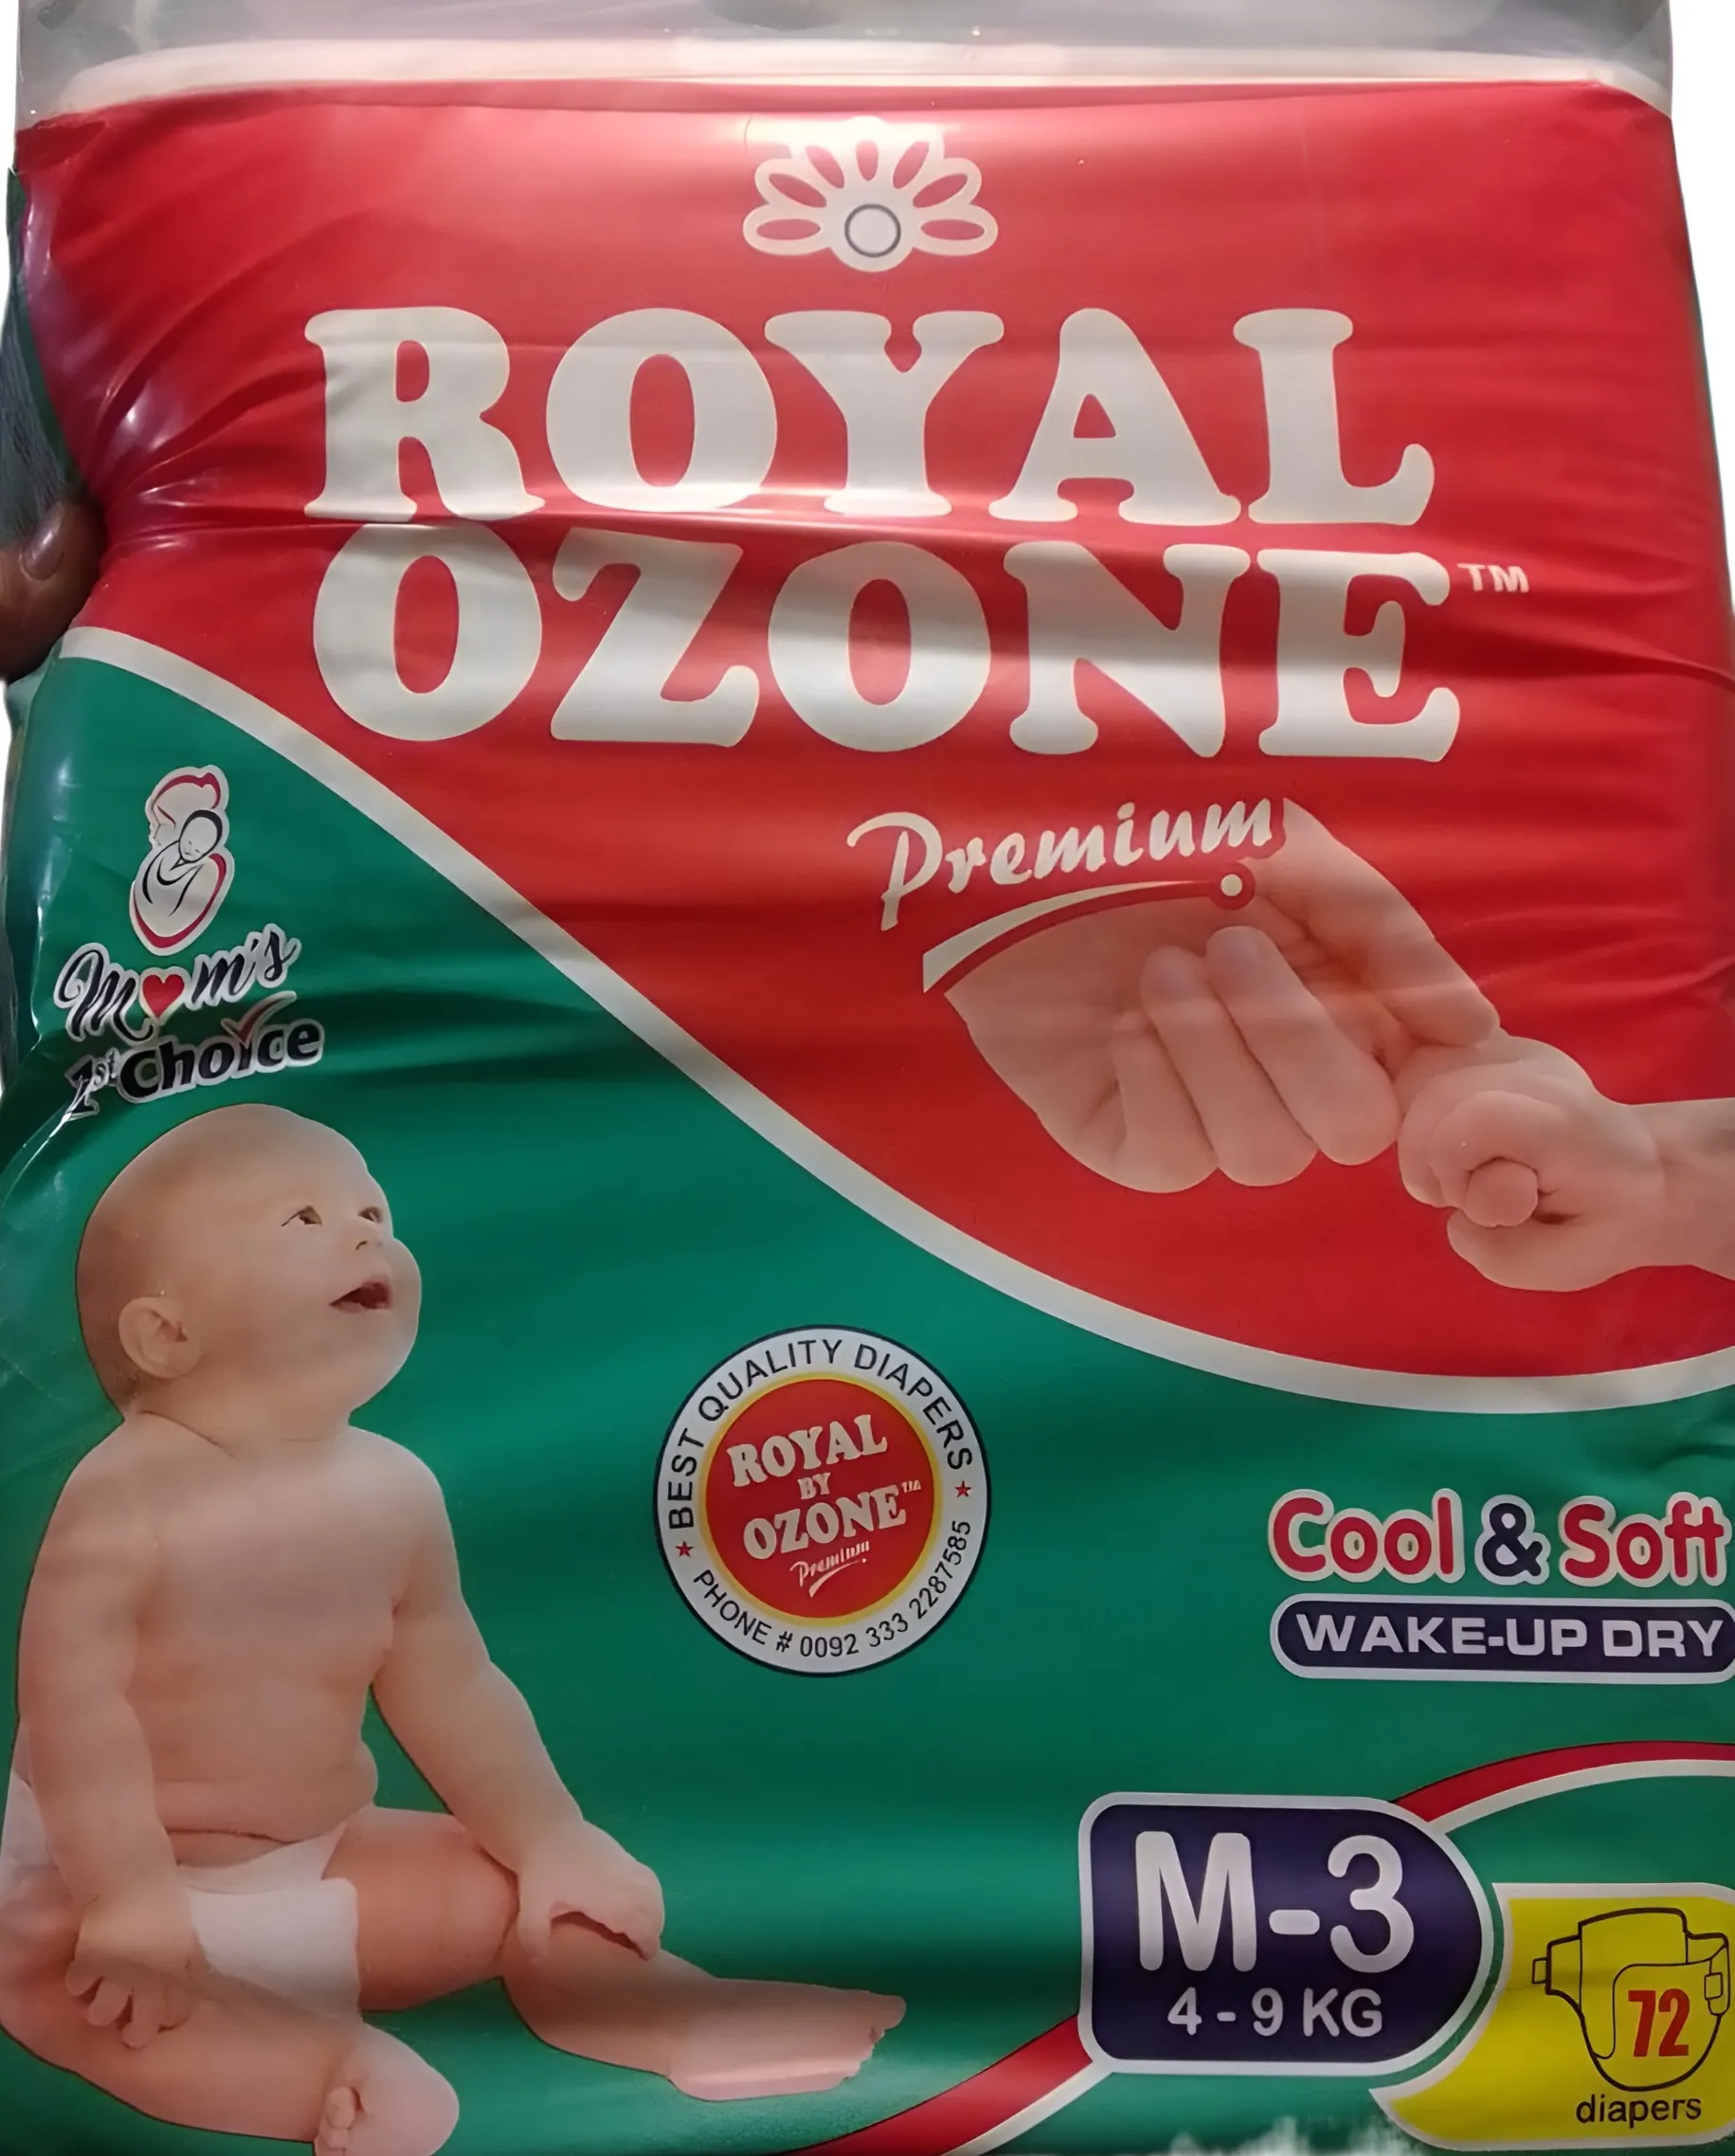 ROYAL
OZONE™
Premium
Mom's
1st Choice
BEST QUALITY DIAPERS
ROYAL
BY
OZONE™
Premium
PHONE # 0092 333 2287585
Cool & Soft
WAKE-UP DRY
M-3
4 - 9 KG
72
diapers